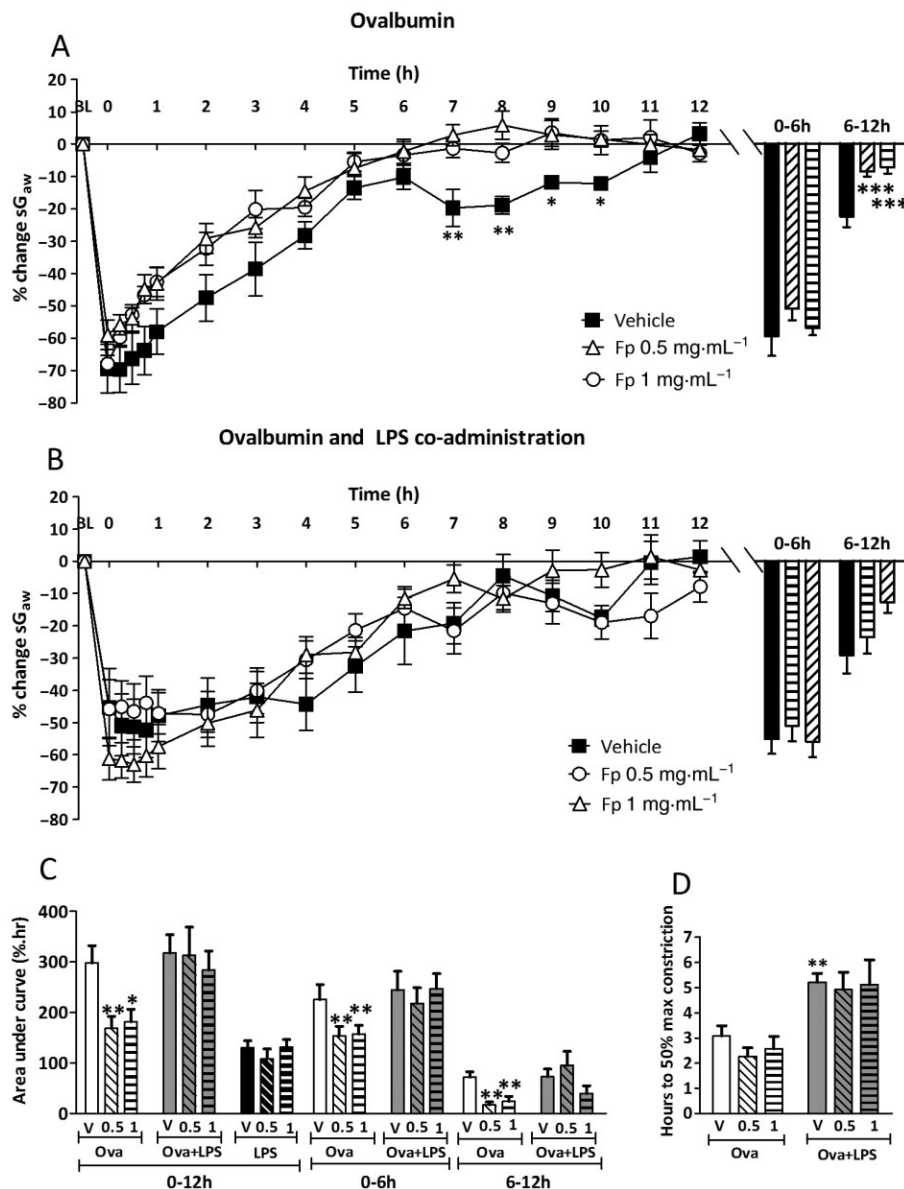 Ovalbumin
A
Time (h)
BL 0 1 2 3 4 5 6 7 8 9 10 11 12
0-6h 6-12h
20
10
0
−10
−20
−30
−40
−50
−60
−70
−80
% change sGaw
*** ***
** ** * *
Vehicle
Fp 0.5 mg·mL−1
Fp 1 mg·mL−1
Ovalbumin and LPS co-administration
B
Time (h)
BL 0 1 2 3 4 5 6 7 8 9 10 11 12
0-6h 6-12h
20
10
0
−10
−20
−30
−40
−50
−60
−70
−80
% change sGaw
Vehicle
Fp 0.5 mg·mL−1
Fp 1 mg·mL−1
C
Area under curve (%.hr)
400
300
200
100
0
** * ** ** ** **
V 0.5 1 V 0.5 1 V 0.5 1 V 0.5 1 V 0.5 1 V 0.5 1 V 0.5 1
Ova Ova+LPS LPS Ova Ova+LPS Ova Ova+LPS
0-12h 0-6h 6-12h
D
Hours to 50% max constriction
7
6
5
4
3
2
1
0
**
V 0.5 1 V 0.5 1
Ova Ova+LPS